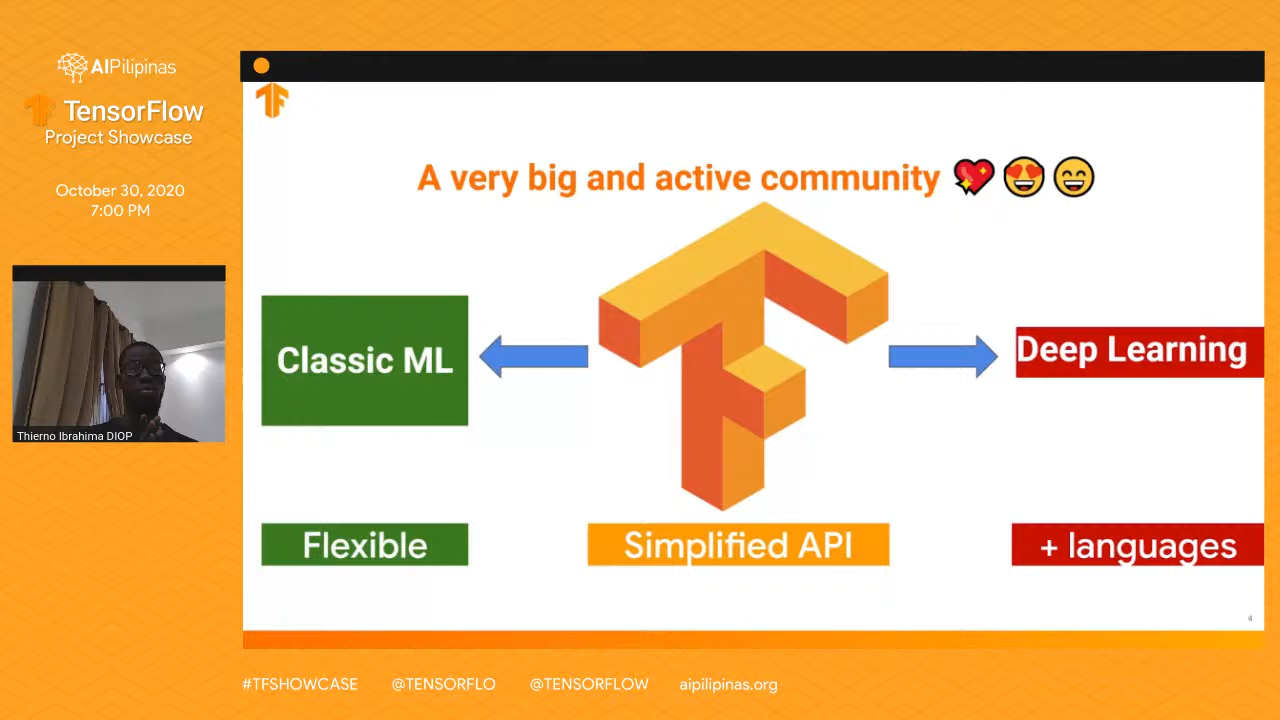 AIPilipinas
TensorFlow
Project Showcase
October 30, 2020
7:00 PM
Thierno Ibrahima DIOP
A very big and active community 💖 😍 😄
Classic ML
Deep Learning
Flexible
Simplified API
+ languages
4
#TFSHOWCASE
@TENSORFLO
@TENSORFLOW
aipilipinas.org